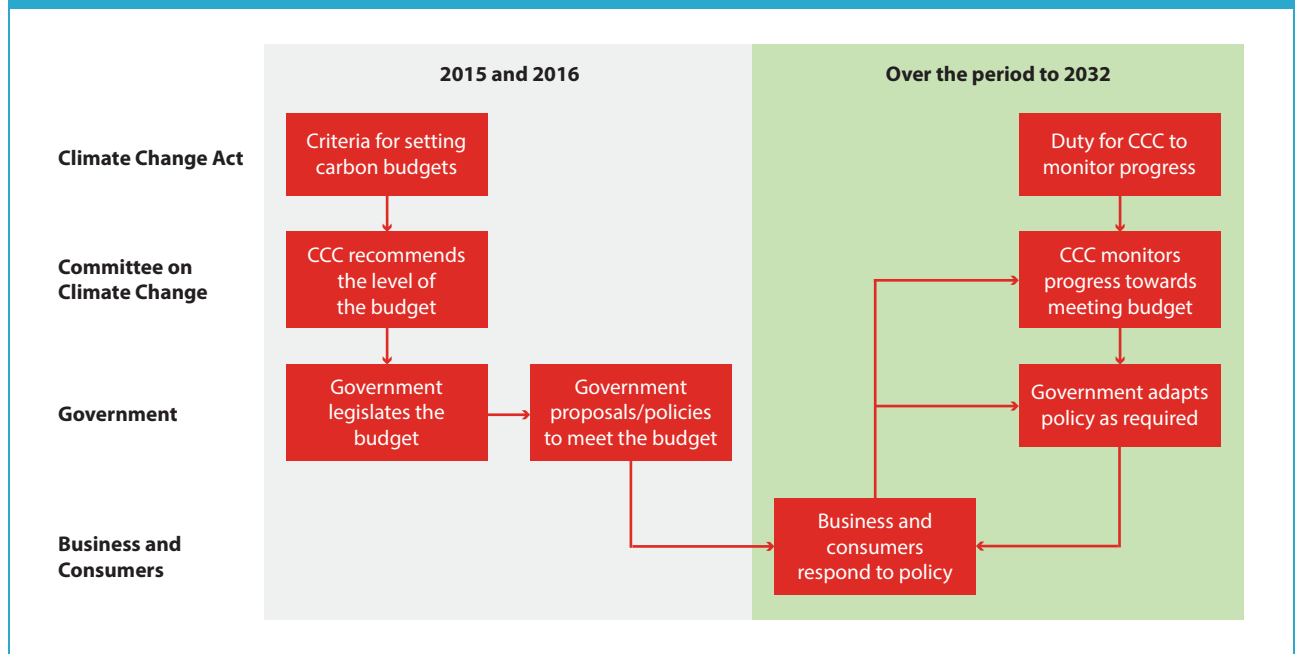 2015 and 2016
Over the period to 2032
Climate Change Act
Criteria for setting
carbon budgets
Duty for CCC to
monitor progress
Committee on
Climate Change
CCC recommends
the level of
the budget
CCC monitors
progress towards
meeting budget
Government
Government
legislates the
budget
Government
proposals/policies
to meet the budget
Government adapts
policy as required
Business and
Consumers
Business and
consumers
respond to policy